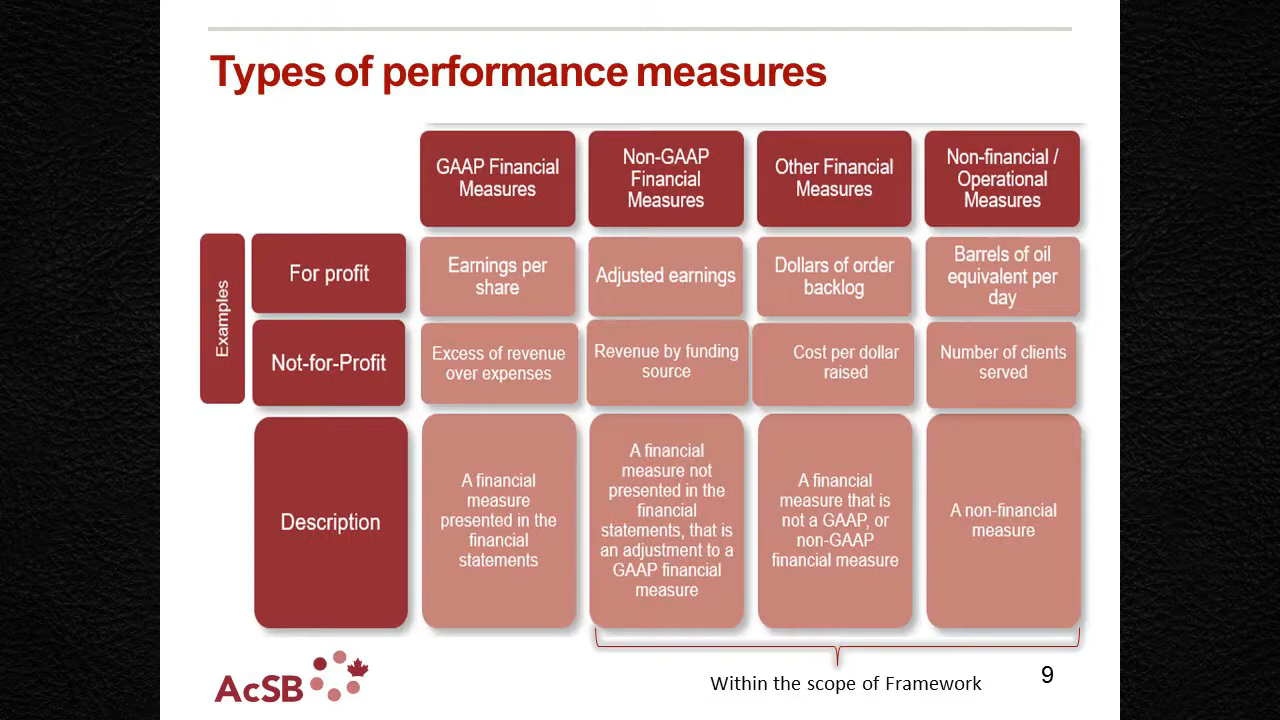 Types of performance measures
GAAP Financial
Measures
Non-GAAP
Financial
Measures
Other Financial
Measures
Non-financial /
Operational
Measures
Examples
For profit
Earnings per
share
Adjusted earnings
Dollars of order
backlog
Barrels of oil
equivalent per
day
Not-for-Profit
Excess of revenue
over expenses
Revenue by funding
source
Cost per dollar
raised
Number of clients
served
Description
A financial
measure
presented in the
financial
statements
A financial
measure not
presented in the
financial
statements, that is
an adjustment to a
GAAP financial
measure
A financial
measure that is
not a GAAP, or
non-GAAP
financial measure
A non-financial
measure
AcSB
Within the scope of Framework
9